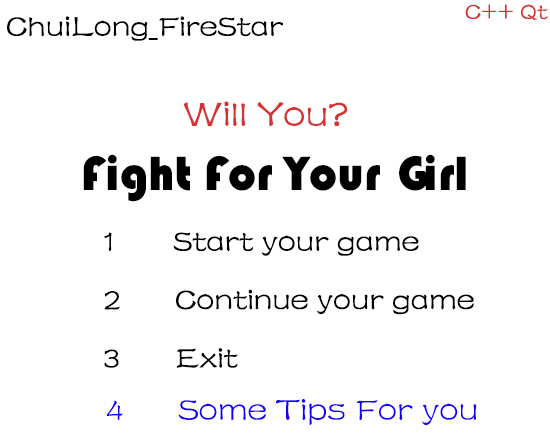 ChuiLong_FireStar
C++ Qt
Will You?
Fight For Your Girl
1 Start your game
2 Continue your game
3 Exit
4 Some Tips For you